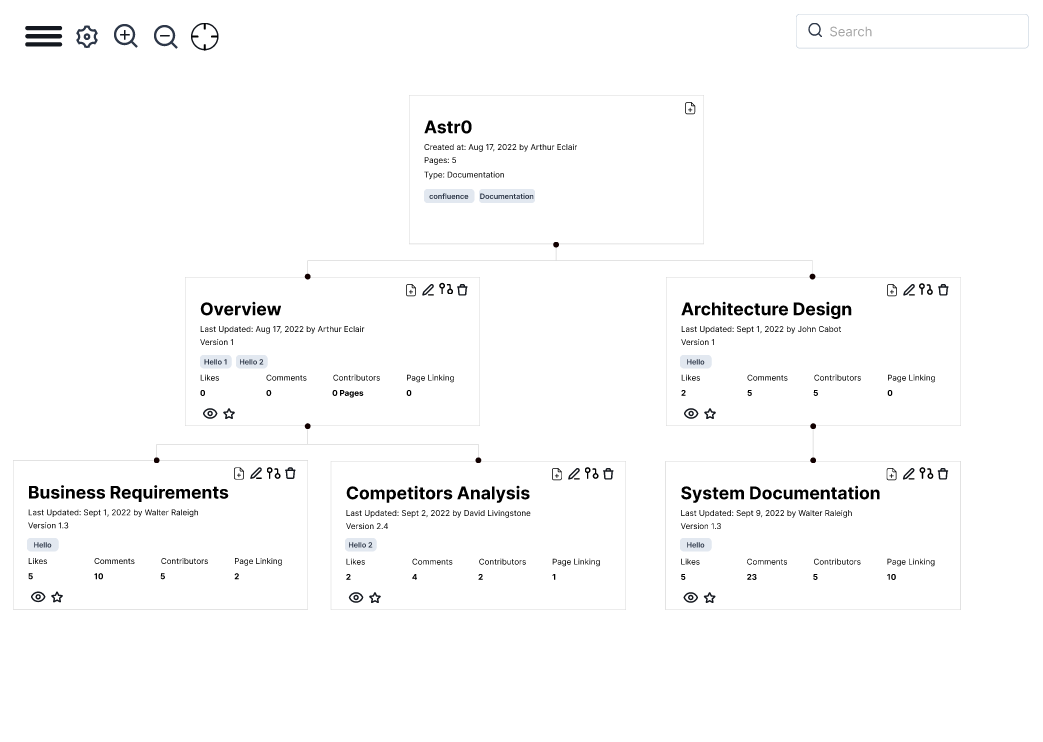 Search
Astr0
Created at: Aug 17, 2022 by Arthur Eclair
Pages: 5
Type: Documentation
confluence Documentation
Overview
Last Updated: Aug 17, 2022 by Arthur Eclair
Version 1
Hello 1 Hello 2
Likes Comments Contributors Page Linking
0 0 0 Pages 0
Architecture Design
Last Updated: Sept 1, 2022 by John Cabot
Version 1
Hello
Likes Comments Contributors Page Linking
2 5 5 0
Business Requirements
Last Updated: Sept 1, 2022 by Walter Raleigh
Version 1.3
Hello
Likes Comments Contributors Page Linking
5 10 5 2
Competitors Analysis
Last Updated: Sept 2, 2022 by David Livingstone
Version 2.4
Hello 2
Likes Comments Contributors Page Linking
2 4 2 1
System Documentation
Last Updated: Sept 9, 2022 by Walter Raleigh
Version 1.3
Hello
Likes Comments Contributors Page Linking
5 23 5 10